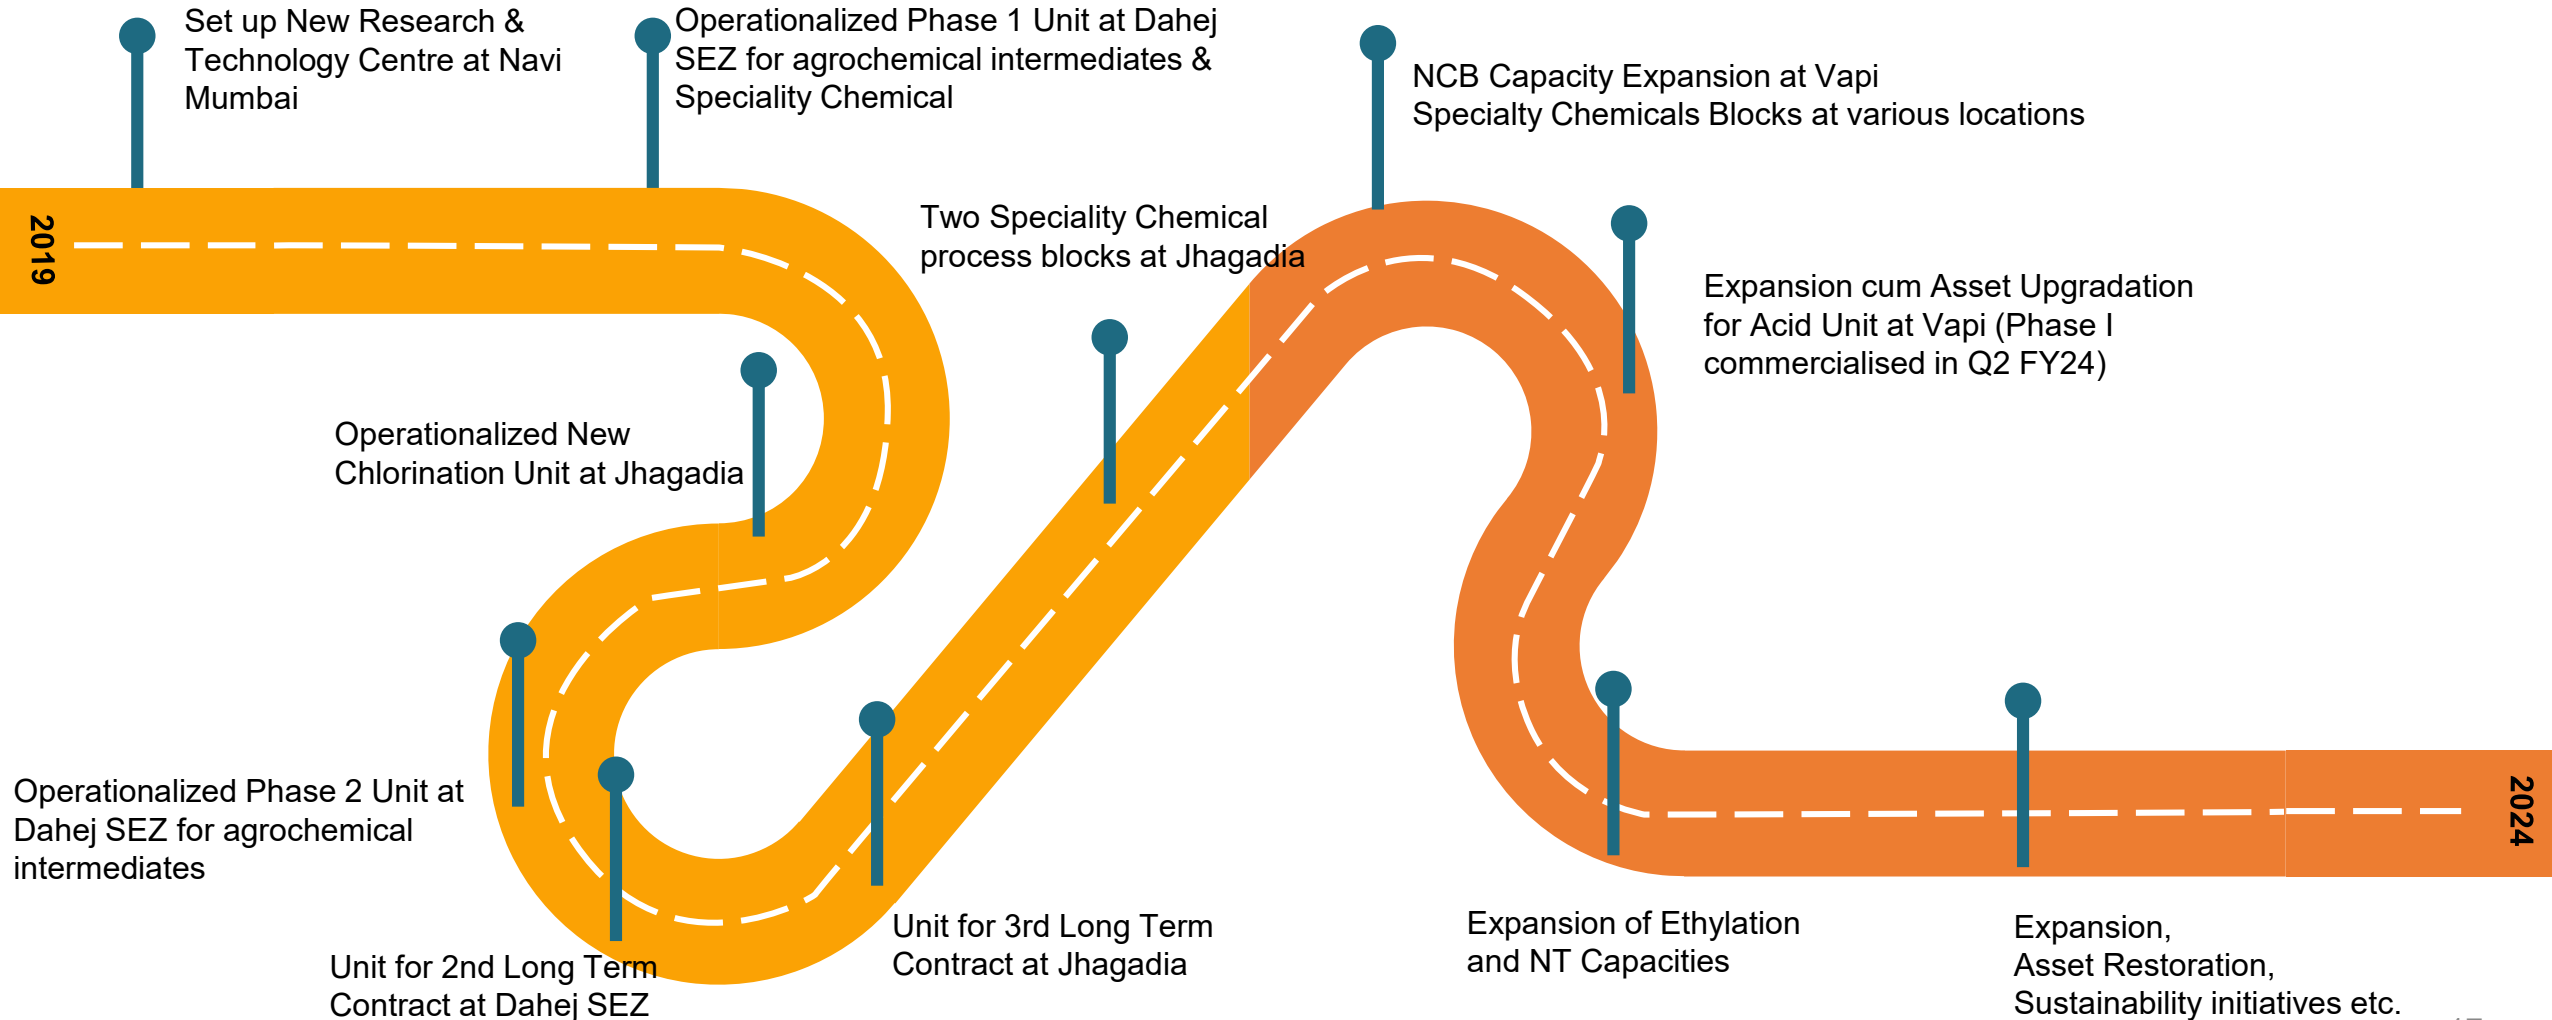 Set up New Research &
Technology Centre at Navi
Mumbai
Operationalized Phase 1 Unit at Dahej
SEZ for agrochemical intermediates &
Speciality Chemical
NCB Capacity Expansion at Vapi
Specialty Chemicals Blocks at various locations
2019
Two Speciality Chemical
process blocks at Jhagadia
Expansion cum Asset Upgradation
for Acid Unit at Vapi (Phase I
commercialised in Q2 FY24)
Operationalized New
Chlorination Unit at Jhagadia
Operationalized Phase 2 Unit at
Dahej SEZ for agrochemical
intermediates
2024
Unit for 2nd Long Term
Contract at Dahej SEZ
Unit for 3rd Long Term
Contract at Jhagadia
Expansion of Ethylation
and NT Capacities
Expansion,
Asset Restoration,
Sustainability initiatives etc.